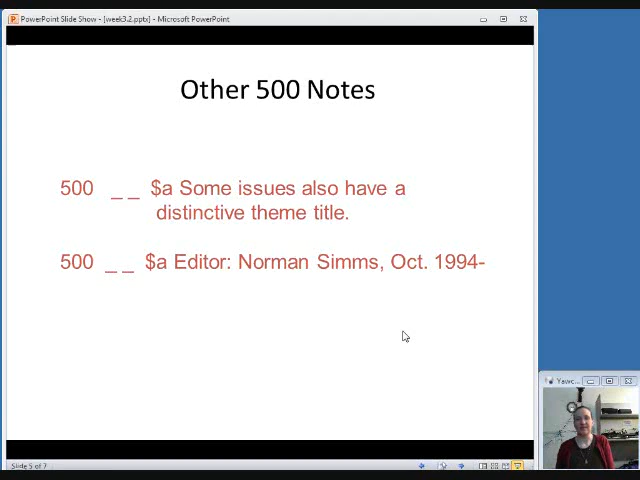 PowerPoint Slide Show - [week3.2.pptx] - Microsoft PowerPoint
Other 500 Notes
500 _ _ $a Some issues also have a
distinctive theme title.
500 _ _ $a Editor: Norman Simms, Oct. 1994-
Yawc...
Slide 5 of 7